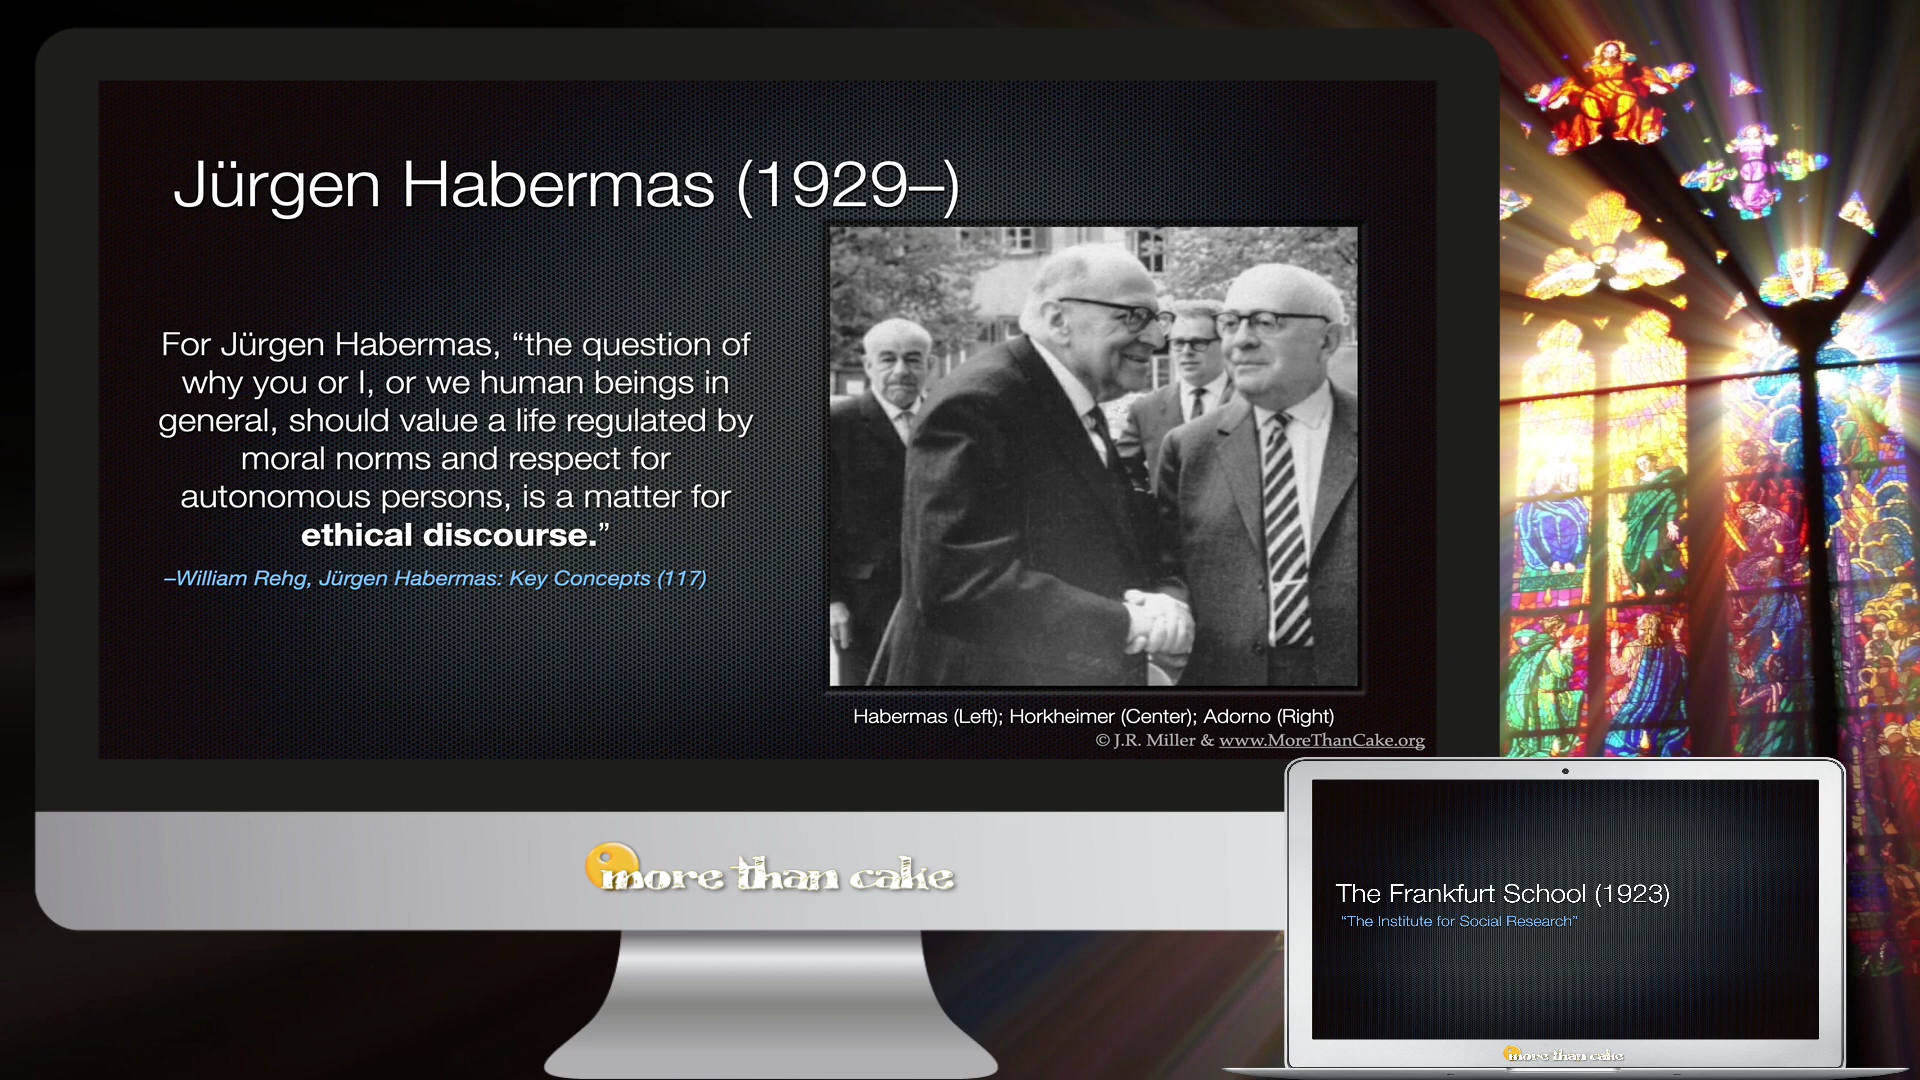 Jürgen Habermas (1929–)
For Jürgen Habermas, “the question of
why you or I, or we human beings in
general, should value a life regulated by
moral norms and respect for
autonomous persons, is a matter for
ethical discourse.”
–William Rehg, Jürgen Habermas: Key Concepts (117)
Habermas (Left); Horkheimer (Center); Adorno (Right)
© J.R. Miller & www.MoreThanCake.org
more than cake
The Frankfurt School (1923)
“The Institute for Social Research”
more than cake